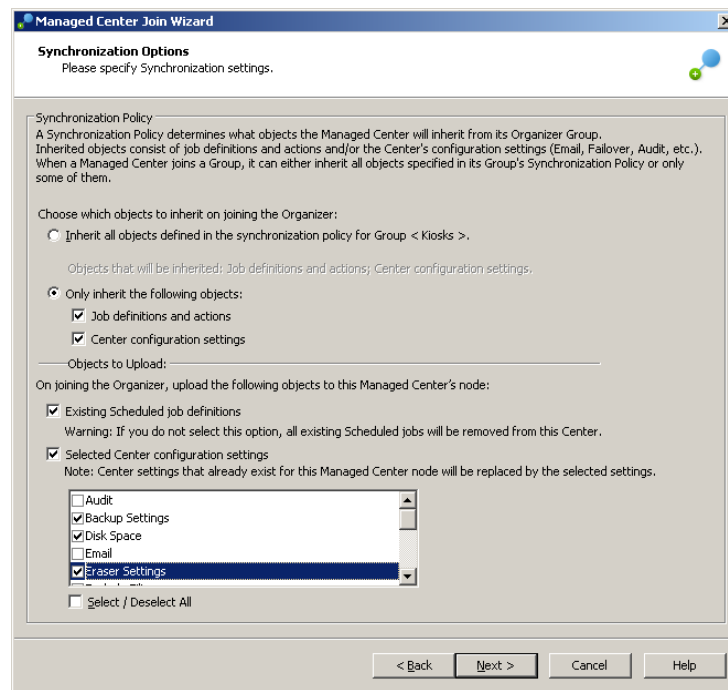 Managed Center Join Wizard
Synchronization Options
Please specify Synchronization settings.
Synchronization Policy
A Synchronization Policy determines what objects the Managed Center will inherit from its Organizer Group.
Inherited objects consist of job definitions and actions and/or the Center's configuration settings (Email, Failover, Audit, etc.).
When a Managed Center joins a Group, it can either inherit all objects specified in its Group's Synchronization Policy or only
some of them.
Choose which objects to inherit on joining the Organizer:
Inherit all objects defined in the synchronization policy for Group < Kiosks >.
Objects that will be inherited: Job definitions and actions; Center configuration settings.
Only inherit the following objects:
Job definitions and actions
Center configuration settings
Objects to Upload:
On joining the Organizer, upload the following objects to this Managed Center's node:
Existing Scheduled job definitions
Warning: If you do not select this option, all existing Scheduled jobs will be removed from this Center.
Selected Center configuration settings
Note: Center settings that already exist for this Managed Center node will be replaced by the selected settings.
Audit
Backup Settings
Disk Space
Email
Eraser Settings
Select / Deselect All
< Back
Next >
Cancel
Help